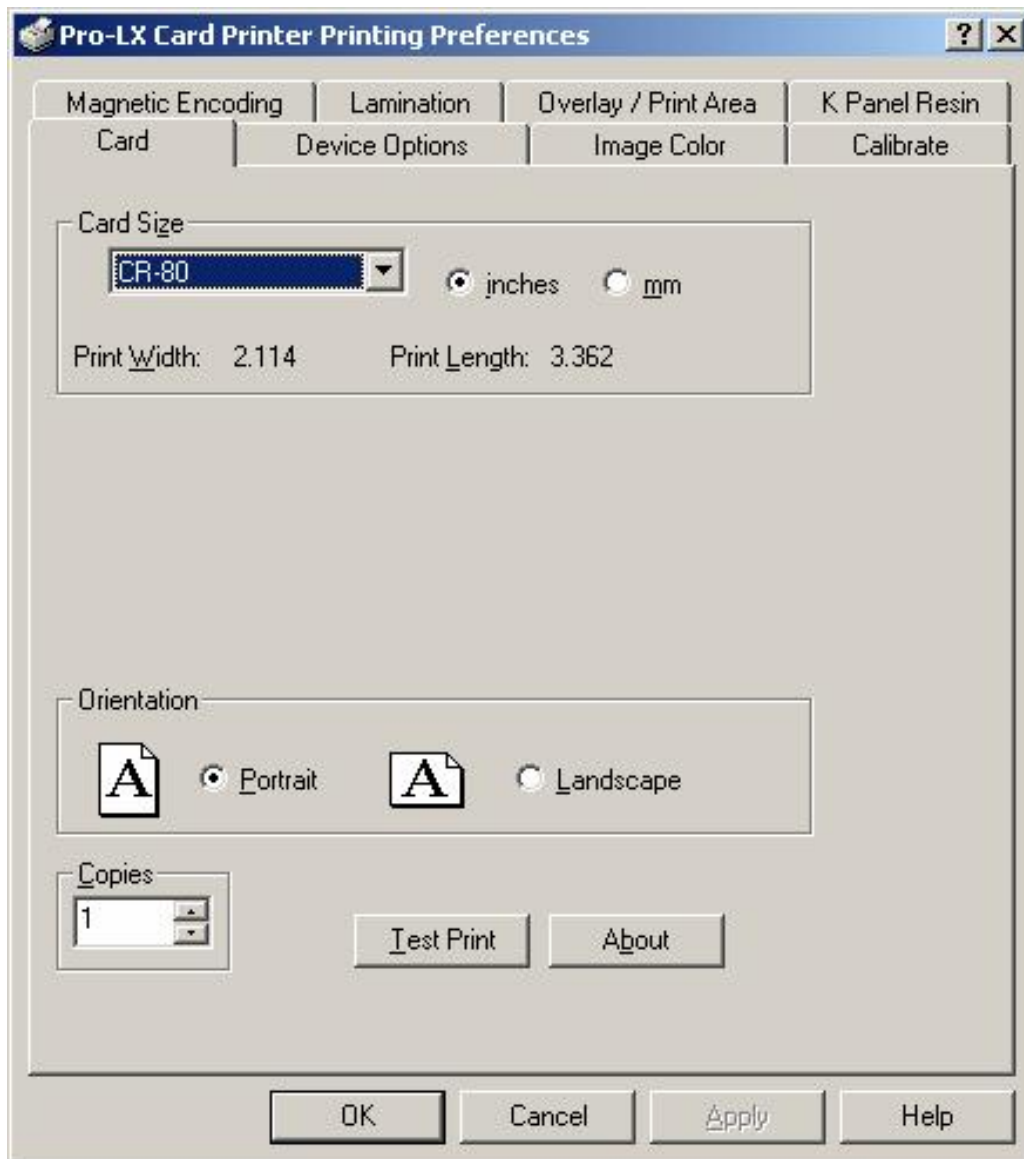 Pro-LX Card Printer Printing Preferences
Magnetic Encoding Lamination Overlay / Print Area K Panel Resin
Card Device Options Image Color Calibrate
Card Size
CR-80 inches mm
Print Width: 2.114 Print Length: 3.362
Orientation
A Portrait A Landscape
Copies
1
Test Print About
OK Cancel Apply Help